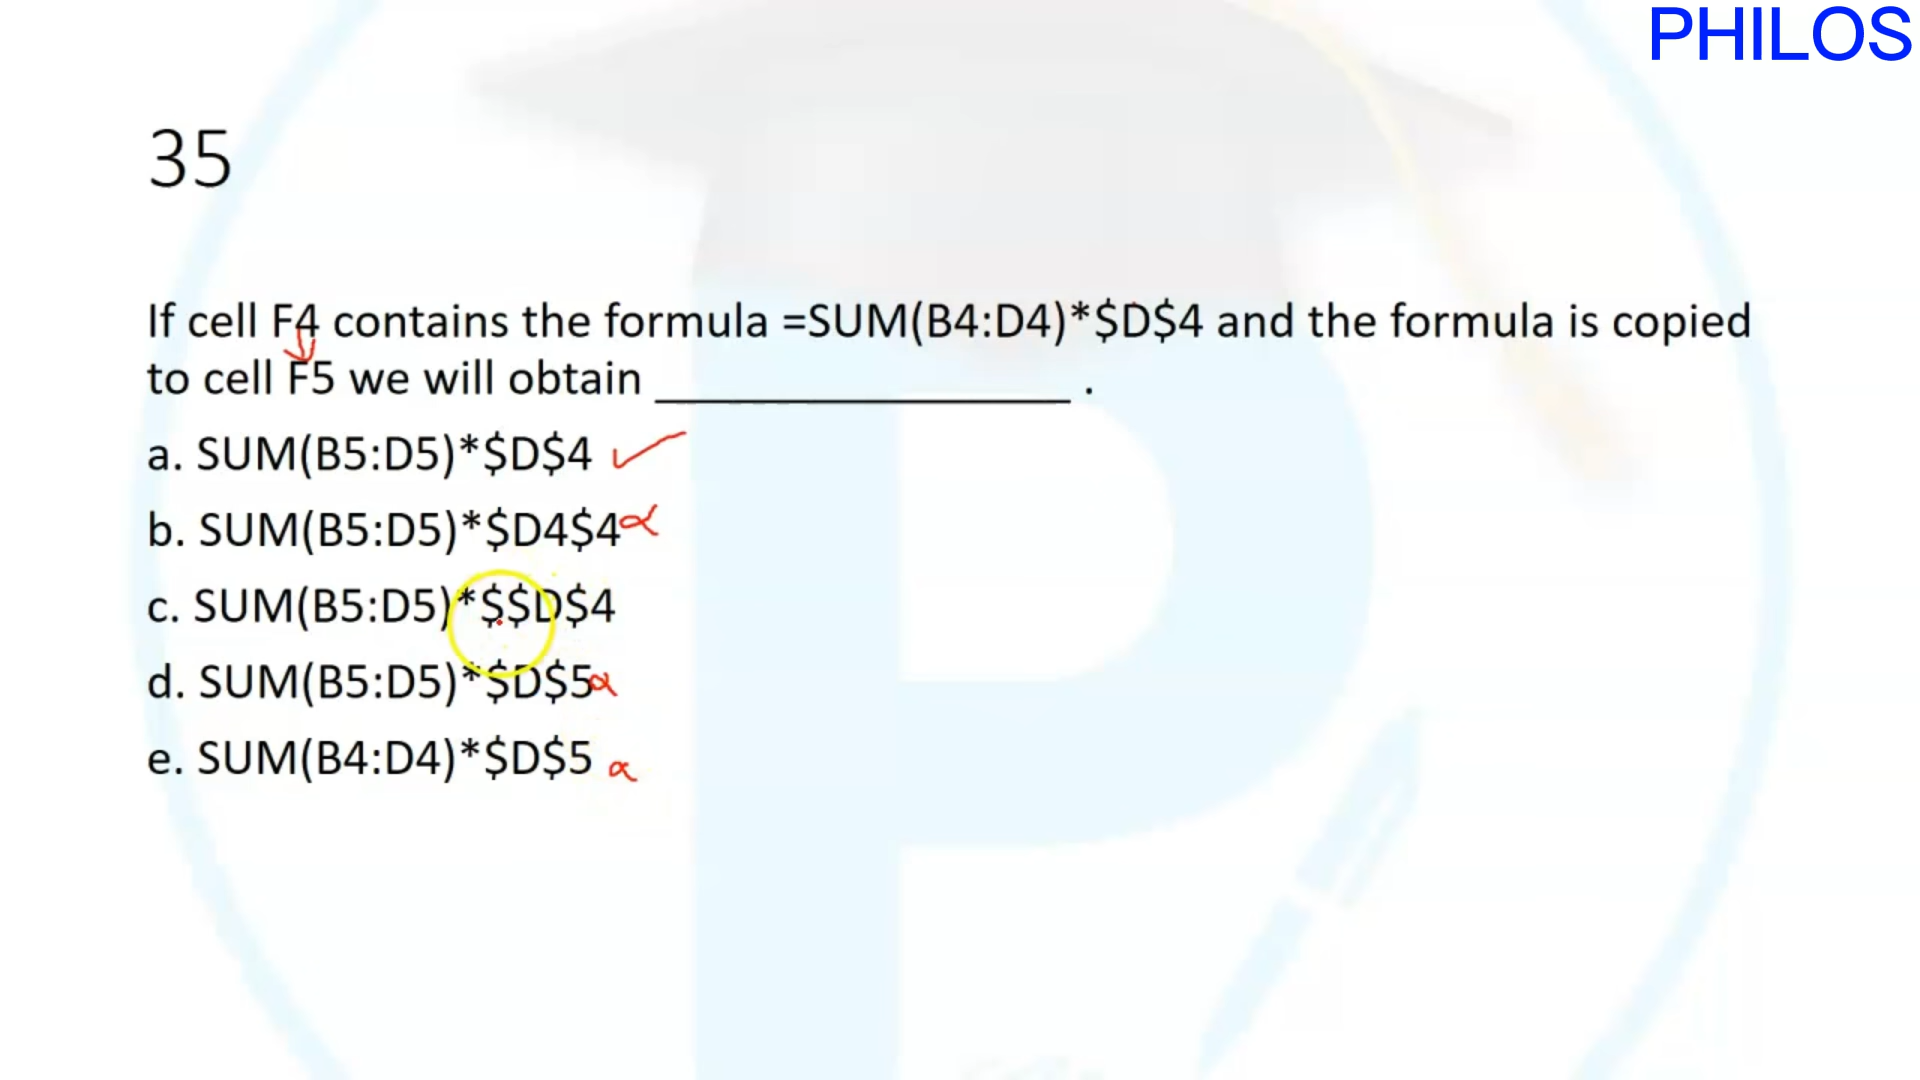 PHILOS
35
If cell F4 contains the formula =SUM(B4:D4)*$D$4 and the formula is copied
to cell F5 we will obtain __________________ .
a. SUM(B5:D5)*$D$4
b. SUM(B5:D5)*$D4$4
c. SUM(B5:D5)*$$D$4
d. SUM(B5:D5)*$D$5
e. SUM(B4:D4)*$D$5